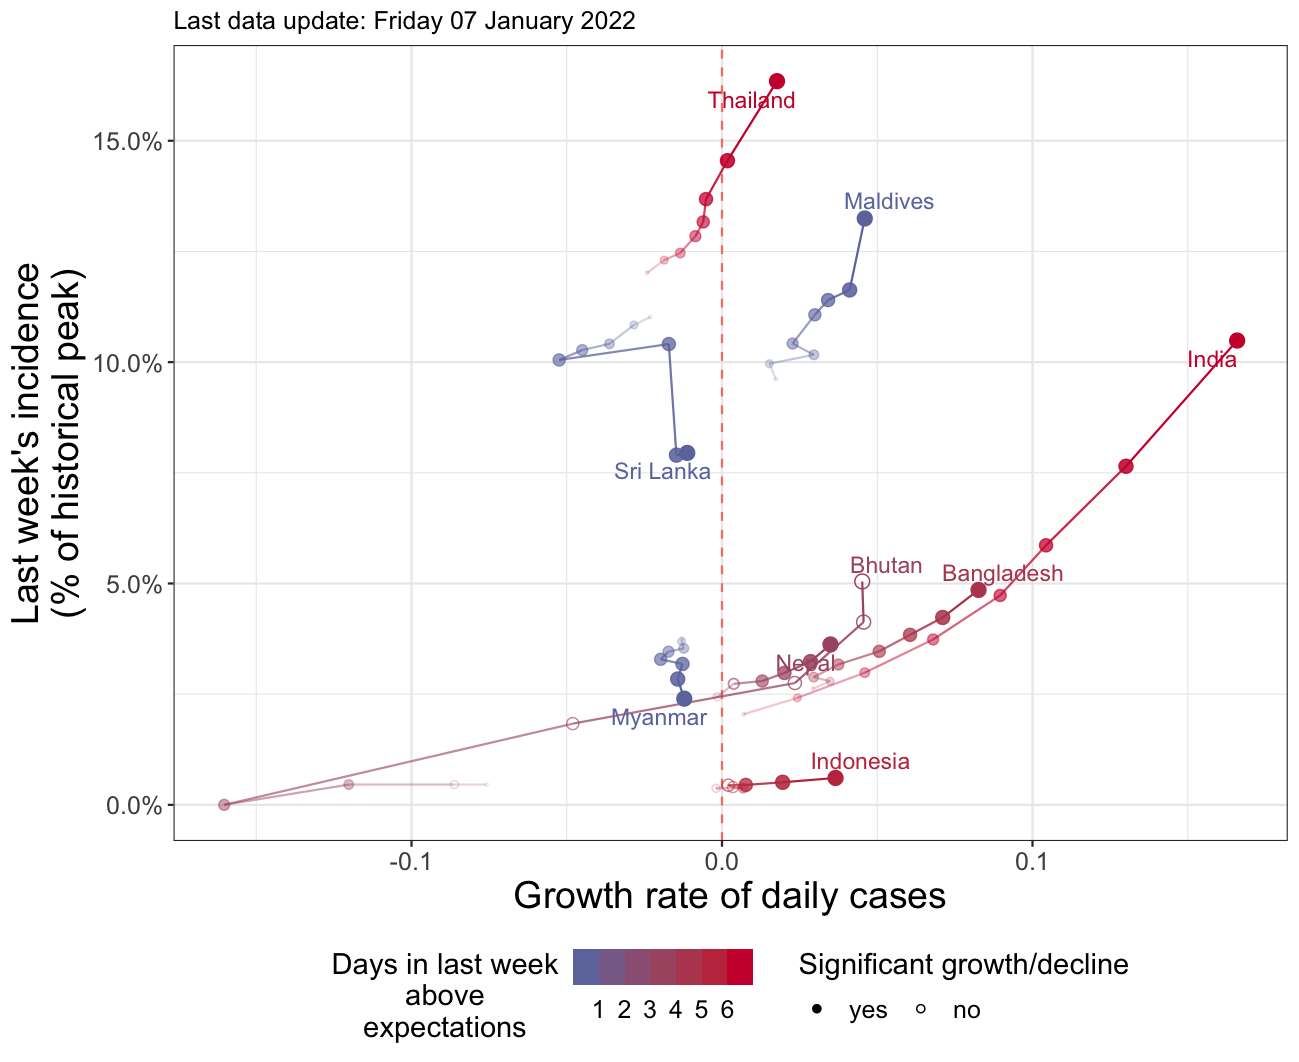 Last data update: Friday 07 January 2022
Last week's incidence
(% of historical peak)
15.0%
10.0%
5.0%
0.0%
Thailand
Maldives
India
Sri Lanka
Bhutan
Bangladesh
Nepal
Myanmar
Indonesia
-0.1
0.0
0.1
Growth rate of daily cases
Days in last week
above
expectations
1 2 3 4 5 6
Significant growth/decline
yes no